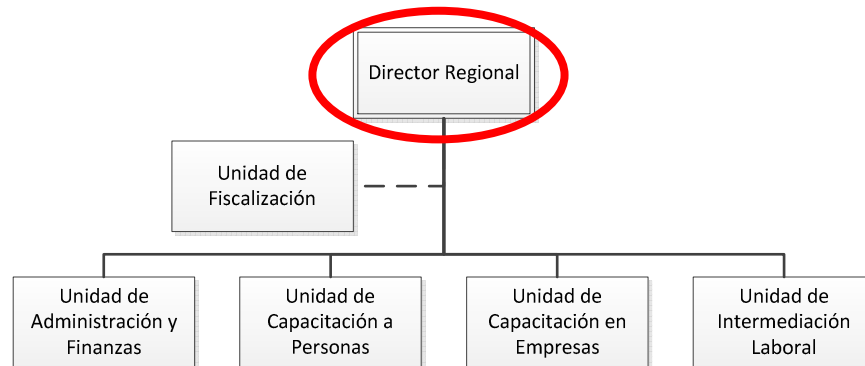 Director Regional
Unidad de
Fiscalización
Unidad de
Administración y
Finanzas
Unidad de
Capacitación a
Personas
Unidad de
Capacitación en
Empresas
Unidad de
Intermediación
Laboral